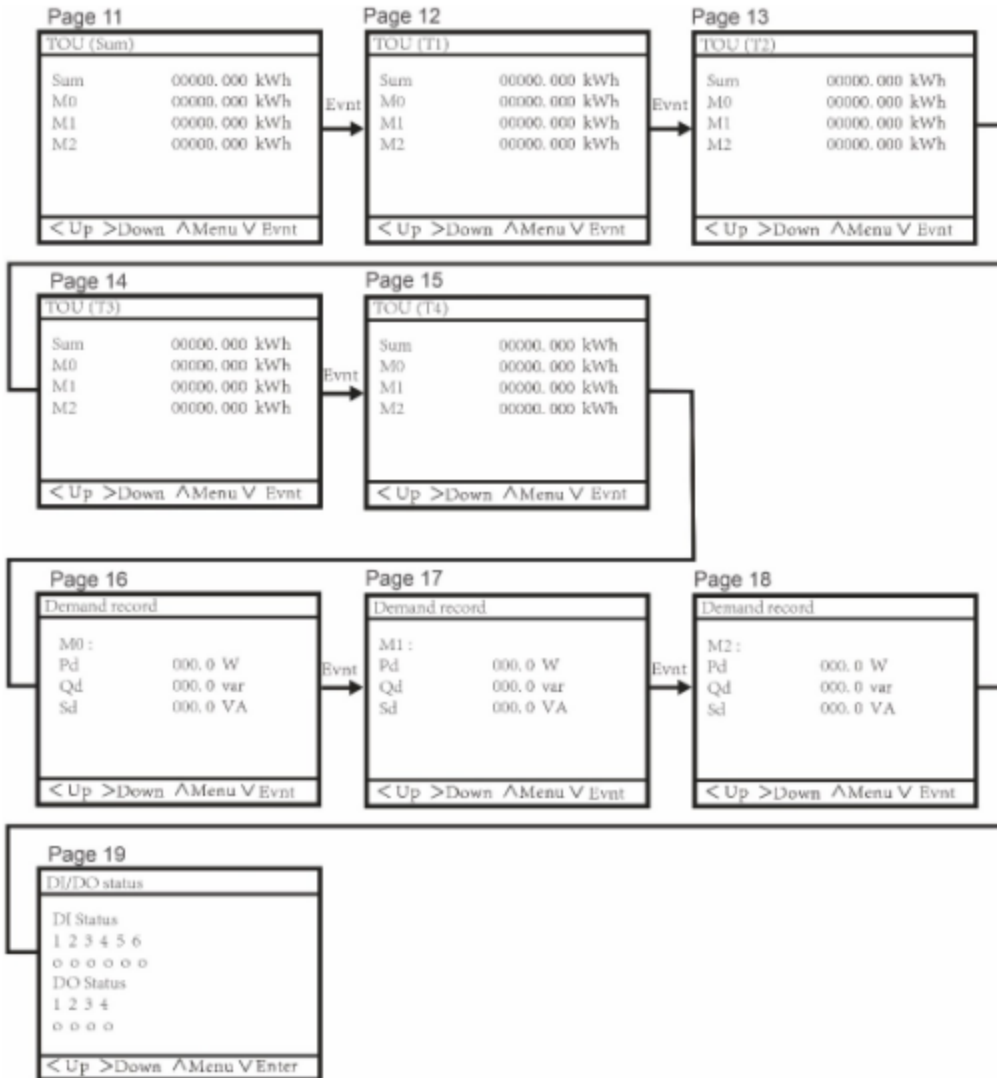 Page 11
TOU (Sum)
Sum 00000.000 kWh
M0 00000.000 kWh
M1 00000.000 kWh
M2 00000.000 kWh
< Up >Down ∧Menu ∨ Evnt
Evnt
Page 12
TOU (T1)
Sum 00000.000 kWh
M0 00000.000 kWh
M1 00000.000 kWh
M2 00000.000 kWh
< Up >Down ∧Menu ∨ Evnt
Evnt
Page 13
TOU (T2)
Sum 00000.000 kWh
M0 00000.000 kWh
M1 00000.000 kWh
M2 00000.000 kWh
< Up >Down ∧Menu ∨ Evnt
Page 14
TOU (T3)
Sum 00000.000 kWh
M0 00000.000 kWh
M1 00000.000 kWh
M2 00000.000 kWh
< Up >Down ∧Menu ∨ Evnt
Evnt
Page 15
TOU (T4)
Sum 00000.000 kWh
M0 00000.000 kWh
M1 00000.000 kWh
M2 00000.000 kWh
< Up >Down ∧Menu ∨ Evnt
Page 16
Demand record
M0 :
Pd 000.0 W
Qd 000.0 var
Sd 000.0 VA
< Up >Down ∧Menu ∨ Evnt
Evnt
Page 17
Demand record
M1 :
Pd 000.0 W
Qd 000.0 var
Sd 000.0 VA
< Up >Down ∧Menu ∨ Evnt
Evnt
Page 18
Demand record
M2 :
Pd 000.0 W
Qd 000.0 var
Sd 000.0 VA
< Up >Down ∧Menu ∨ Evnt
Page 19
DI/DO status
DI Status
1 2 3 4 5 6
o o o o o o
DO Status
1 2 3 4
o o o o
< Up >Down ∧Menu ∨ Enter